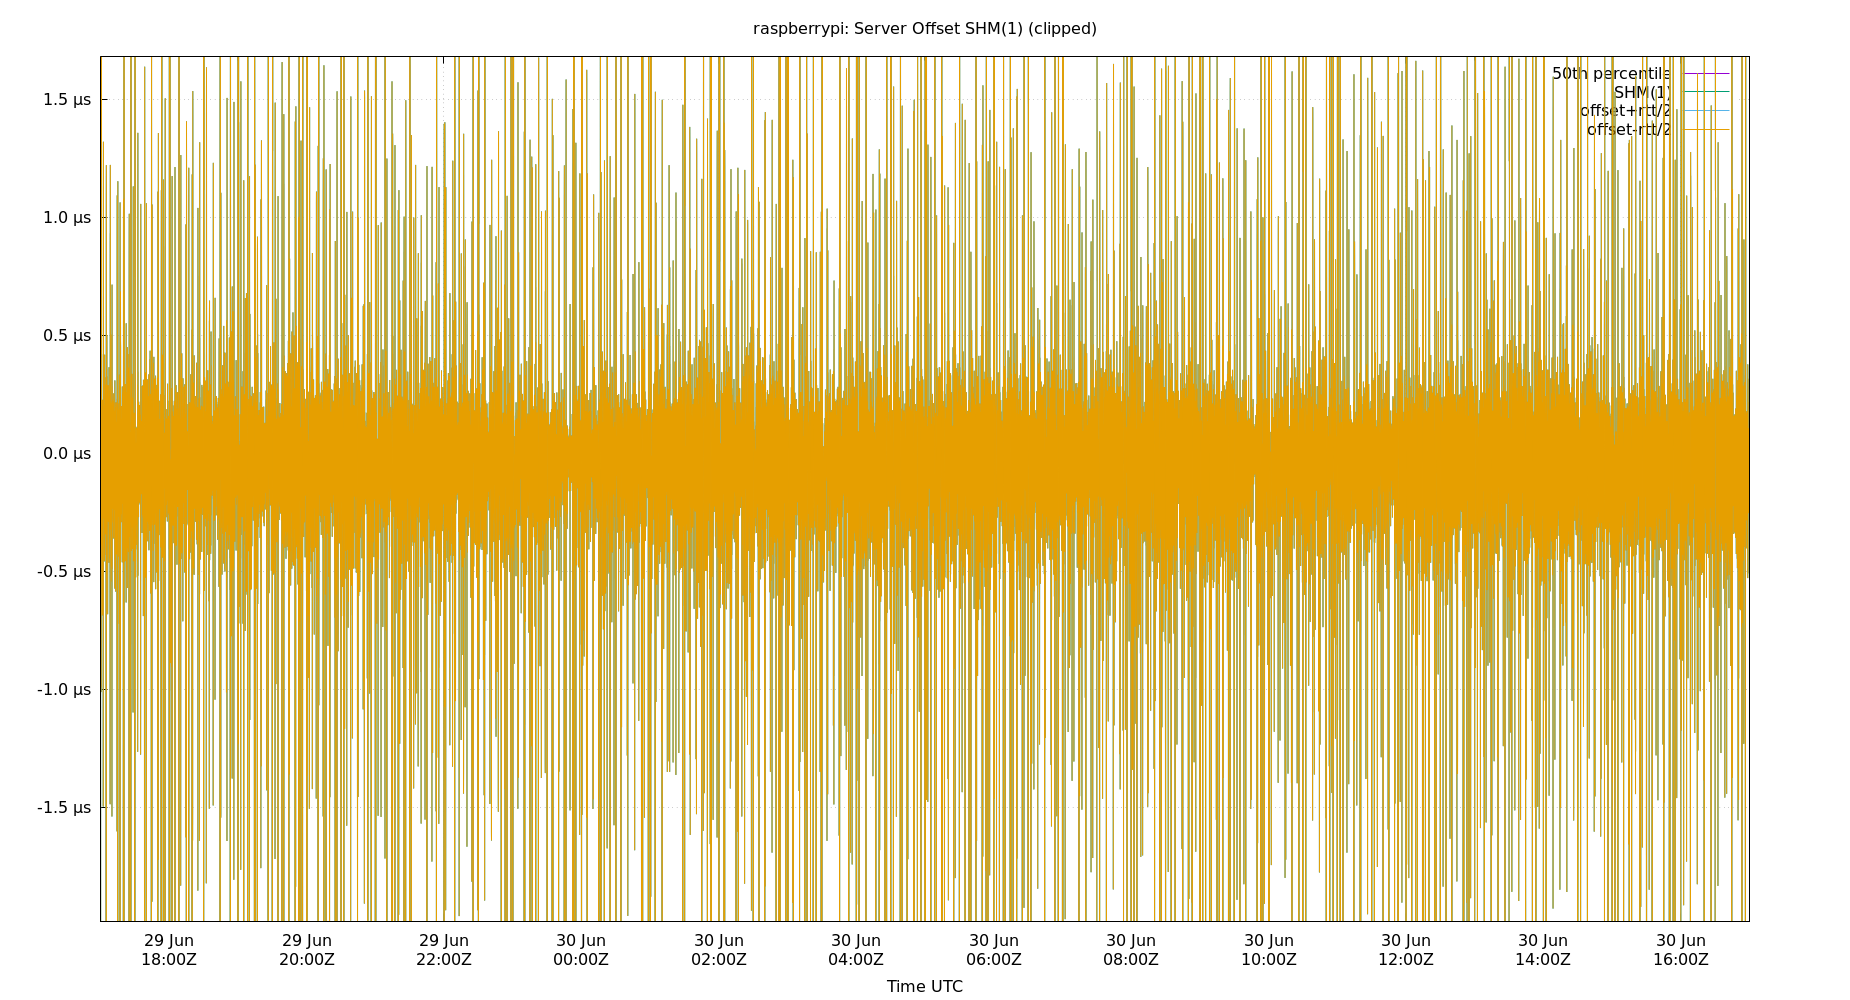 raspberrypi: Server Offset SHM(1) (clipped)
50th percentile
SHM(1)
offset+rtt/2
offset-rtt/2
1.5 µs
1.0 µs
0.5 µs
0.0 µs
-0.5 µs
-1.0 µs
-1.5 µs
29 Jun 29 Jun 29 Jun 30 Jun 30 Jun 30 Jun 30 Jun 30 Jun 30 Jun 30 Jun 30 Jun 30 Jun
18:00Z 20:00Z 22:00Z 00:00Z 02:00Z 04:00Z 06:00Z 08:00Z 10:00Z 12:00Z 14:00Z 16:00Z
Time UTC